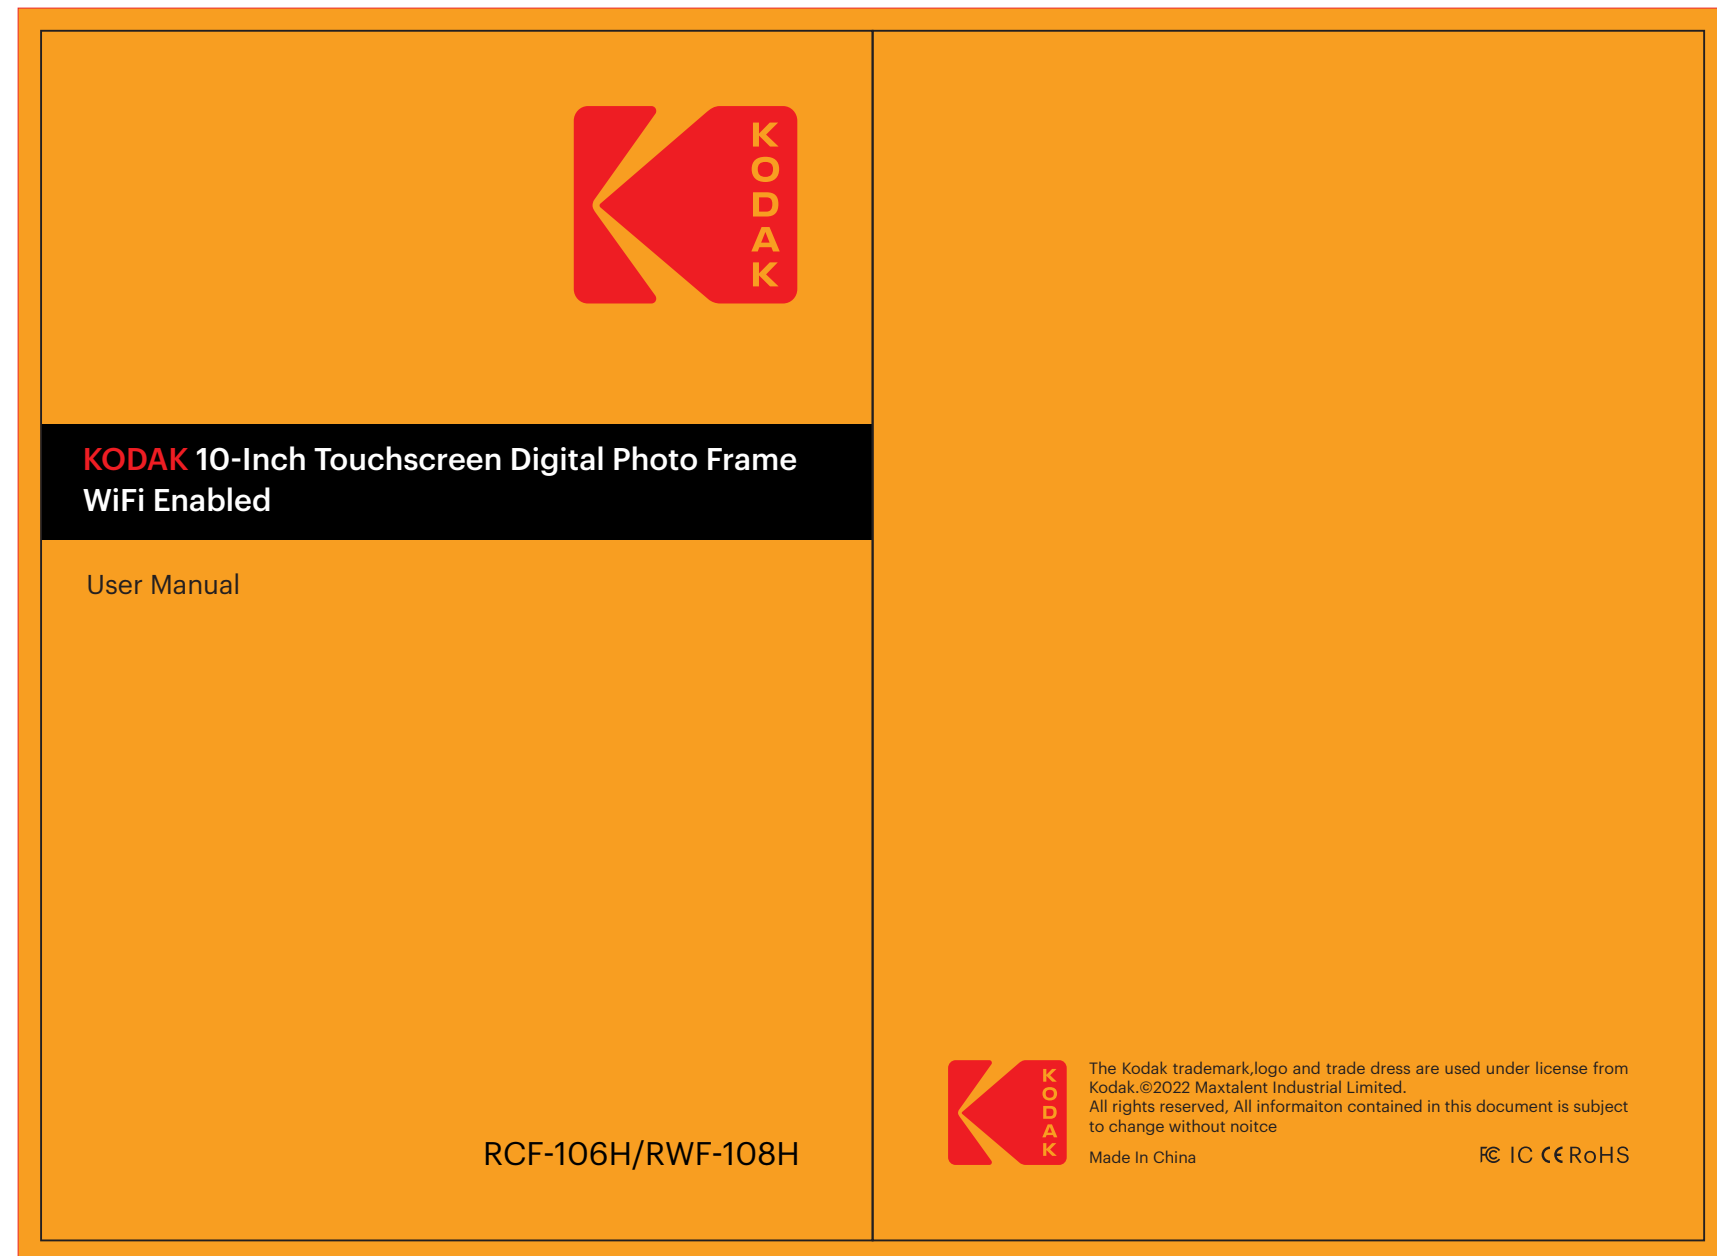 KODAK
KODAK 10-Inch Touchscreen Digital Photo Frame
WiFi Enabled
User Manual
RCF-106H/RWF-108H
KODAK
The Kodak trademark,logo and trade dress are used under license from
Kodak.©2022 Maxtalent Industrial Limited.
All rights reserved, All informaiton contained in this document is subject
to change without noitce
Made In China
FC IC CE RoHS